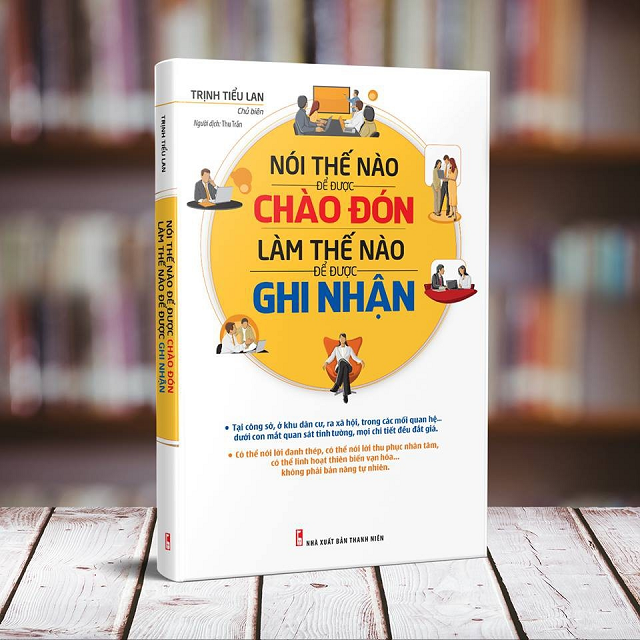 TRỊNH TIỂU LAN
Chủ biên
Người dịch: Thu Trần
NÓI THẾ NÀO
ĐỂ ĐƯỢC
CHÀO ĐÓN
LÀM THẾ NÀO
ĐỂ ĐƯỢC
GHI NHẬN
• Tại công sở, ở khu dân cư, ra xã hội, trong các mối quan hệ...
dưới con mắt quan sát tinh tường, mọi chi tiết đều đắt giá.
• Có thể nói lời đanh thép, có thể nói lời thu phục nhân tâm,
có thể linh hoạt thiên biến vạn hóa...
không phải bản năng tự nhiên.
NHÀ XUẤT BẢN THANH NIÊN
TRỊNH TIỂU LAN
NÓI THẾ NÀO ĐỂ ĐƯỢC CHÀO ĐÓN
LÀM THẾ NÀO ĐỂ ĐƯỢC GHI NHẬN